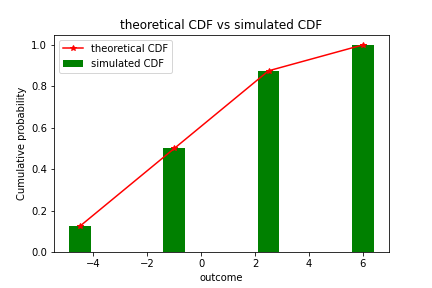 theoretical CDF vs simulated CDF
theoretical CDF
simulated CDF
Cumulative probability
1.0
0.8
0.6
0.4
0.2
0.0
−4 −2 0 2 4 6
outcome